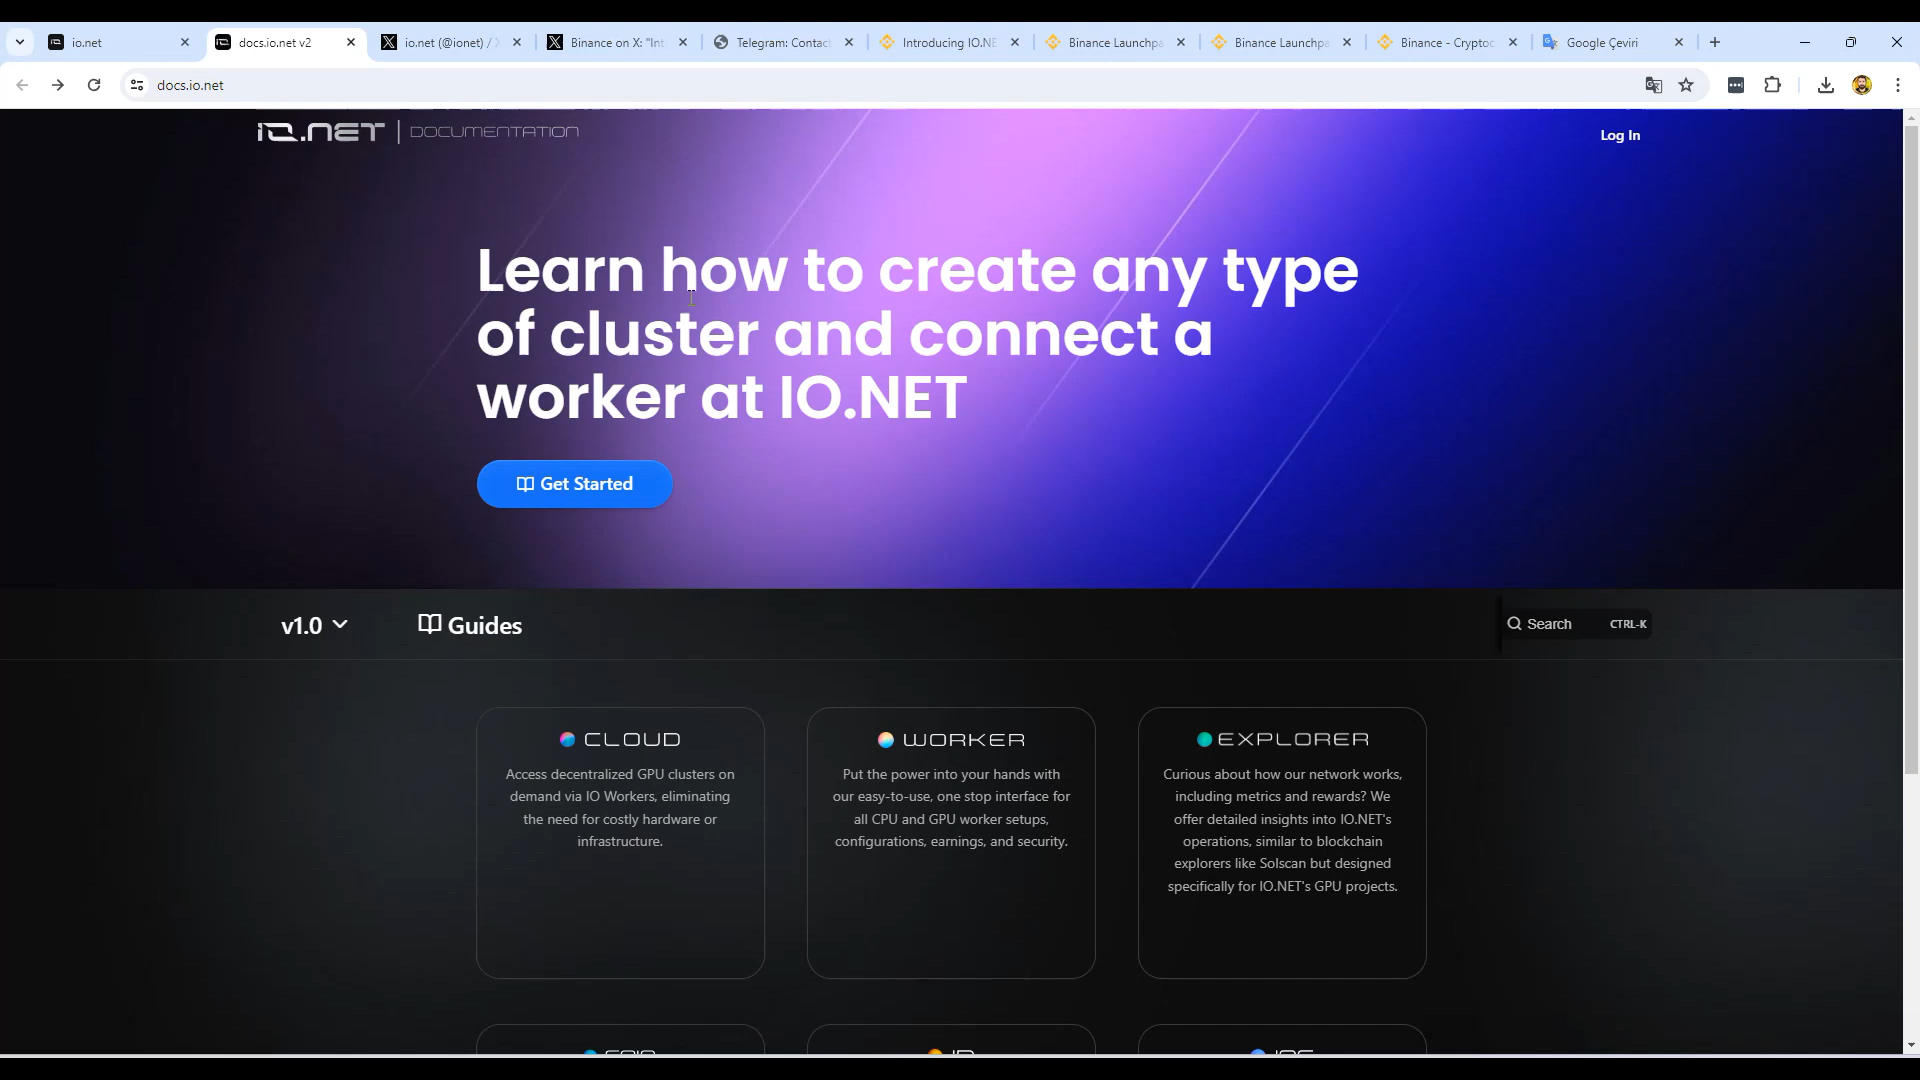 io.net
docs.io.net v2
io.net (@ionet) /
Binance on X: "Int
Telegram: Contact
Introducing IO.NE
Binance Launchpa
Binance Launchpa
Binance - Cryptoc
Google Çeviri
docs.io.net
IO.NET | DOCUMENTATION
Log In
Learn how to create any type
of cluster and connect a
worker at IO.NET
Get Started
v1.0
Guides
Search
CTRL-K
CLOUD
Access decentralized GPU clusters on
demand via IO Workers, eliminating
the need for costly hardware or
infrastructure.
WORKER
Put the power into your hands with
our easy-to-use, one stop interface for
all CPU and GPU worker setups,
configurations, earnings, and security.
EXPLORER
Curious about how our network works,
including metrics and rewards? We
offer detailed insights into IO.NET's
operations, similar to blockchain
explorers like Solscan but designed
specifically for IO.NET's GPU projects.